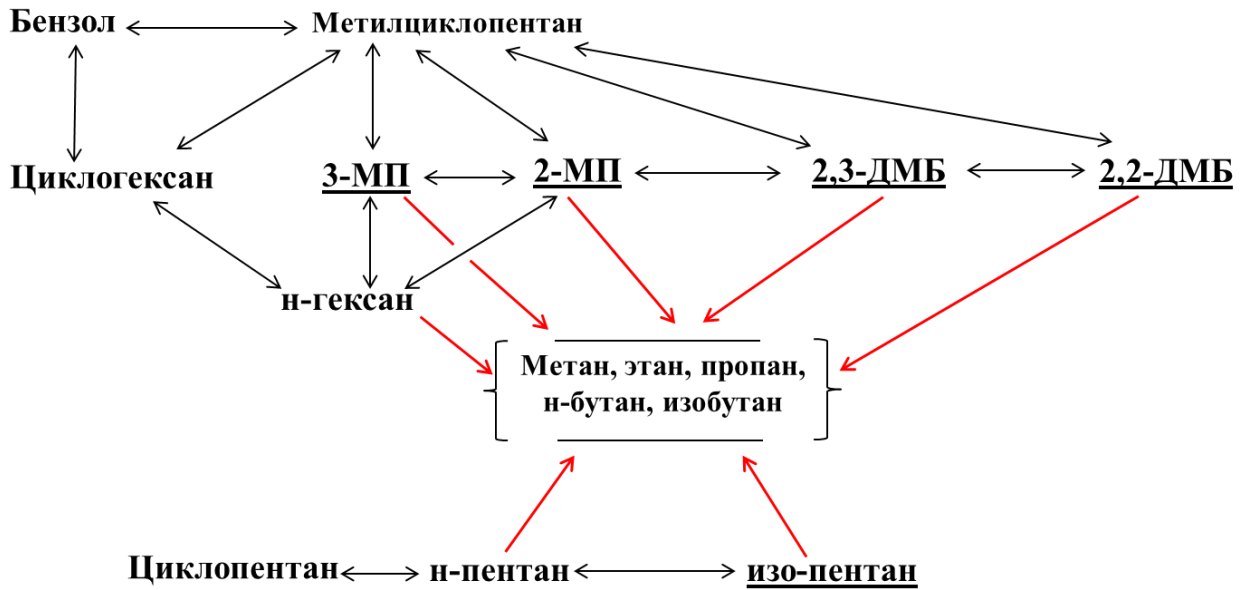 Бензол
Метилциклопентан
Циклогексан
3-МП
2-МП
2,3-ДМБ
2,2-ДМБ
н-гексан
Метан, этан, пропан,
н-бутан, изобутан
Циклопентан
н-пентан
изо-пентан